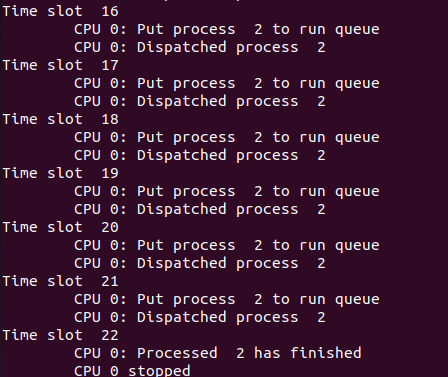 Time slot  16
        CPU 0: Put process  2 to run queue
        CPU 0: Dispatched process  2
Time slot  17
        CPU 0: Put process  2 to run queue
        CPU 0: Dispatched process  2
Time slot  18
        CPU 0: Put process  2 to run queue
        CPU 0: Dispatched process  2
Time slot  19
        CPU 0: Put process  2 to run queue
        CPU 0: Dispatched process  2
Time slot  20
        CPU 0: Put process  2 to run queue
        CPU 0: Dispatched process  2
Time slot  21
        CPU 0: Put process  2 to run queue
        CPU 0: Dispatched process  2
Time slot  22
        CPU 0: Processed  2 has finished
        CPU 0 stopped